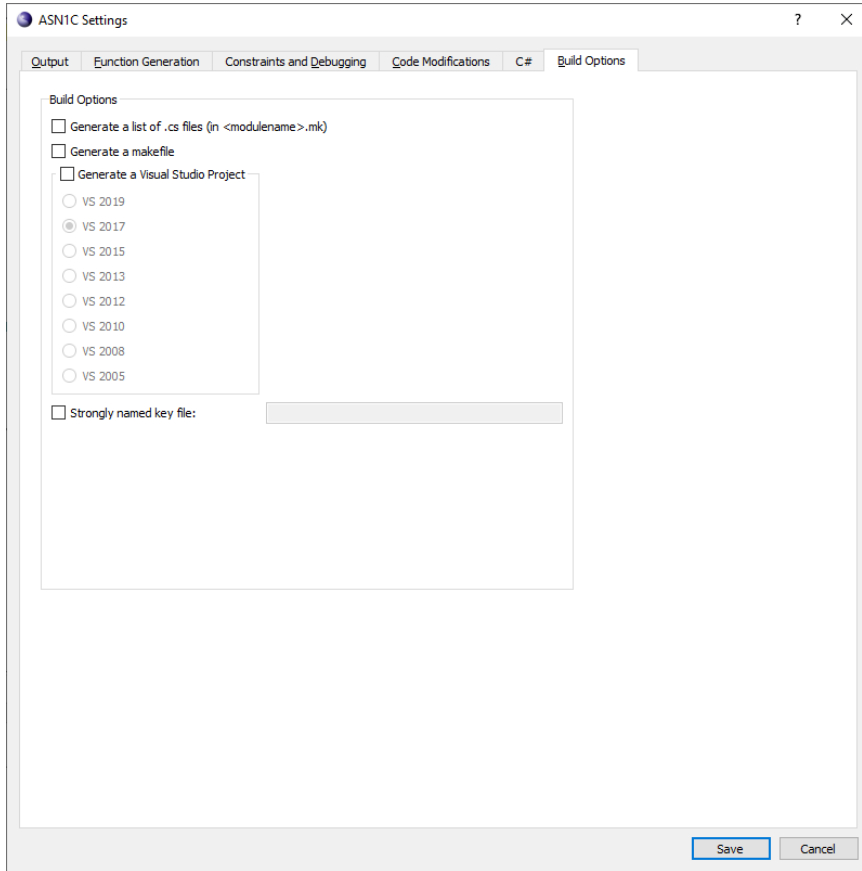 ASN1C Settings
Output Function Generation Constraints and Debugging Code Modifications C# Build Options
Build Options
Generate a list of .cs files (in <modulename>.mk)
Generate a makefile
Generate a Visual Studio Project
VS 2019
VS 2017
VS 2015
VS 2013
VS 2012
VS 2010
VS 2008
VS 2005
Strongly named key file:
Save Cancel